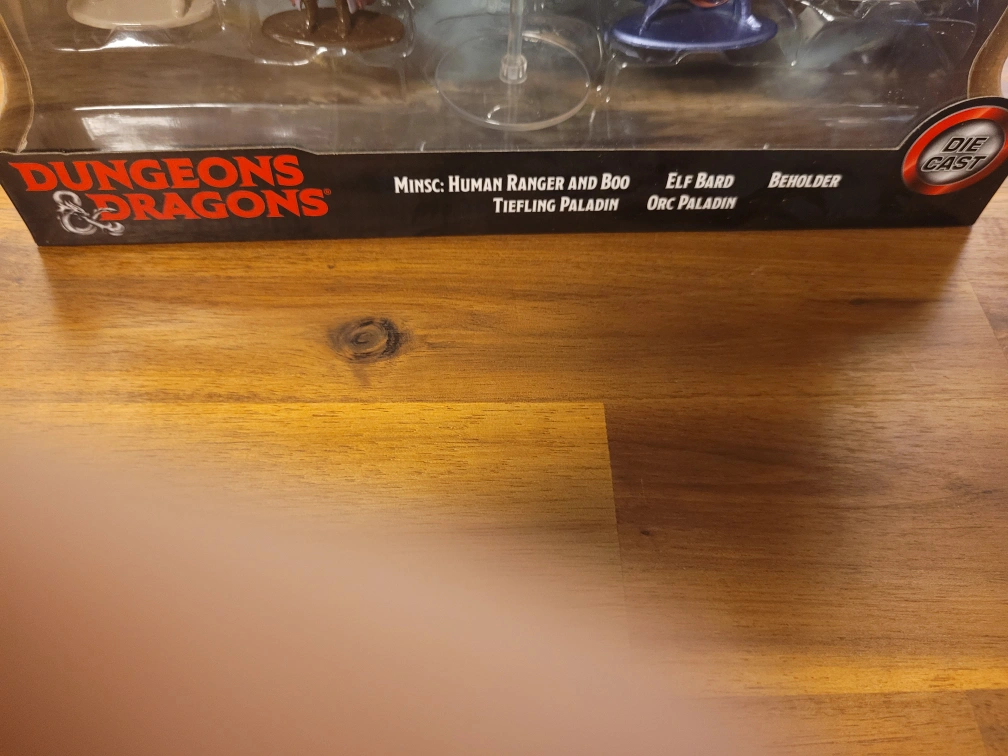 DUNGEONS
& DRAGONS®
MINSC: HUMAN RANGER AND BOO ELF BARD BEHOLDER
TIEFLING PALADIN ORC PALADIN
DIE
CAST